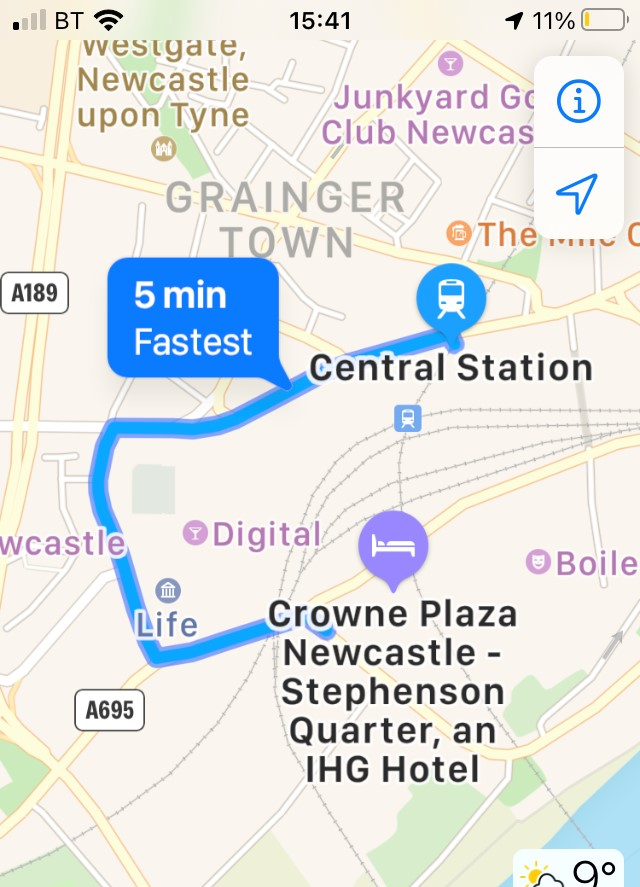 BT 15:41 11%
Westgate,
Newcastle
upon Tyne
Junkyard Go
Club Newcas
GRAINGER
TOWN
The Mile C
A189
5 min
Fastest
Central Station
wcastle
Digital
Boile
Life
Crowne Plaza
Newcastle -
Stephenson
Quarter, an
IHG Hotel
A695
9°